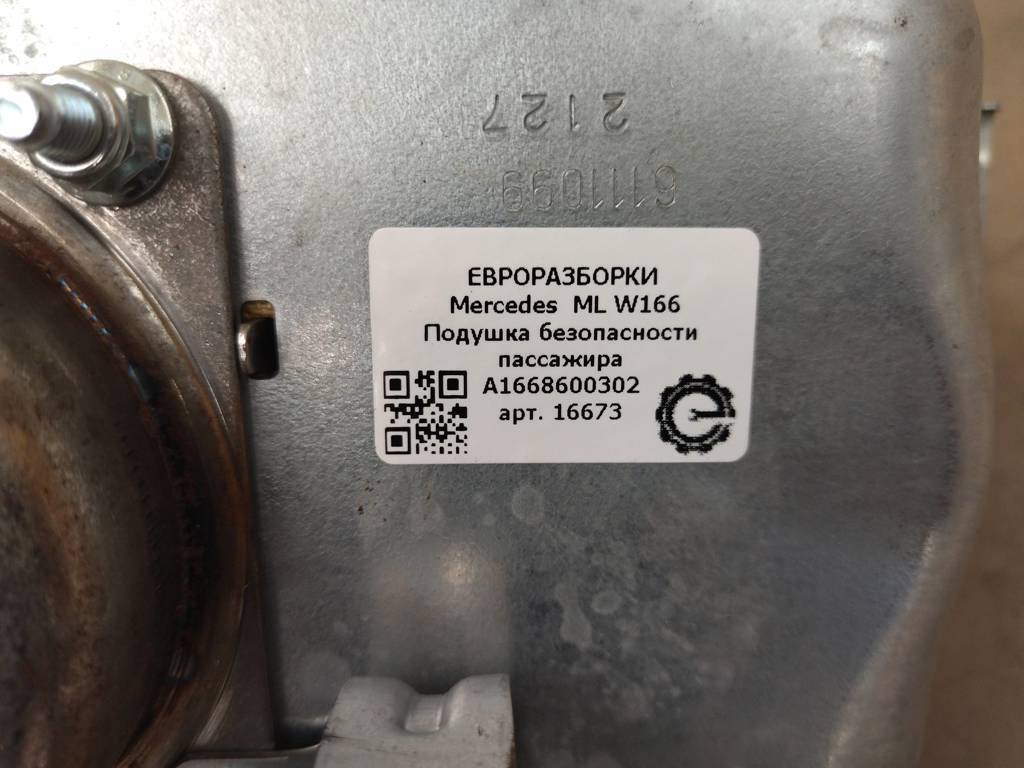 2127
6111099
ЕВРОРАЗБОРКИ
Mercedes ML W166
Подушка безопасности
пассажира
A1668600302
арт. 16673